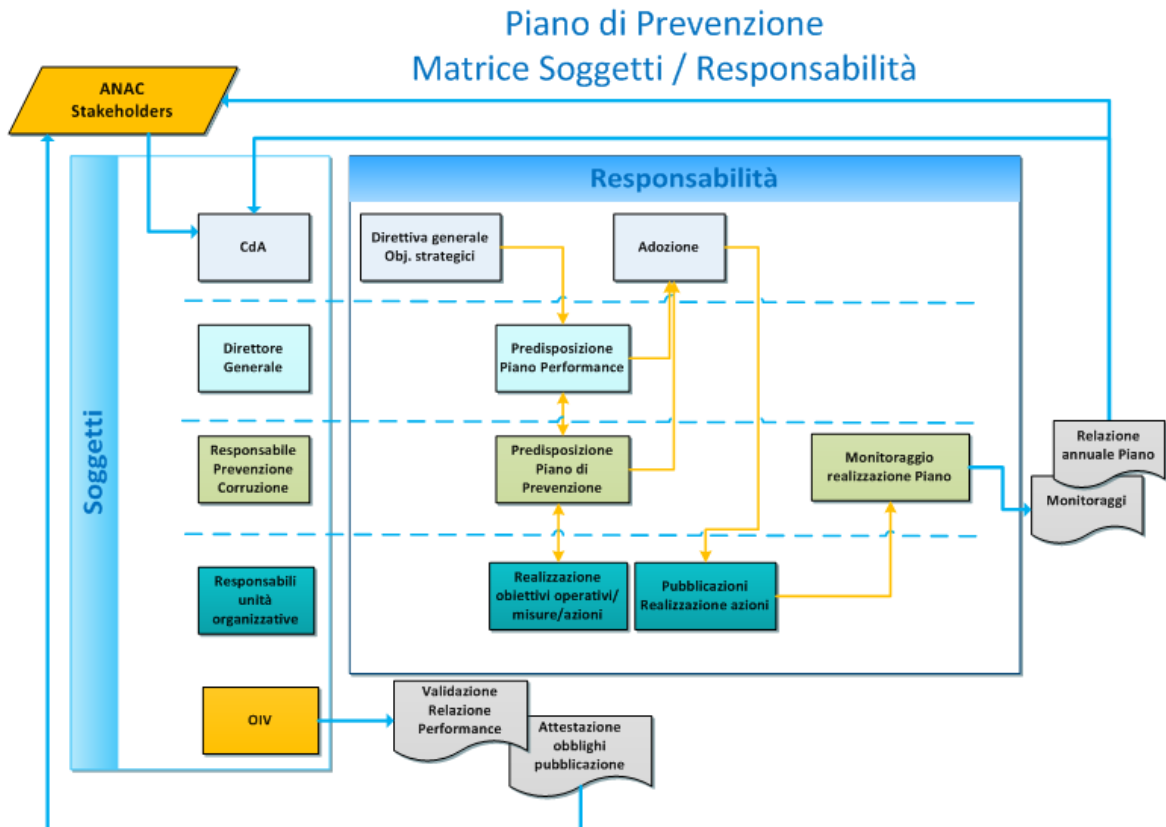 Piano di Prevenzione
Matrice Soggetti / Responsabilità
ANAC
Stakeholders
Soggetti
Responsabilità
CdA
Direttiva generale
Obj. strategici
Adozione
Direttore
Generale
Predisposizione
Piano Performance
Responsabile
Prevenzione
Corruzione
Predisposizione
Piano di
Prevenzione
Monitoraggio
realizzazione Piano
Relazione
annuale Piano
Monitoraggi
Responsabili
unità
organizzative
Realizzazione
obiettivi operativi/
misure/azioni
Pubblicazioni
Realizzazione azioni
OIV
Validazione
Relazione
Performance
Attestazione
obblighi
pubblicazione